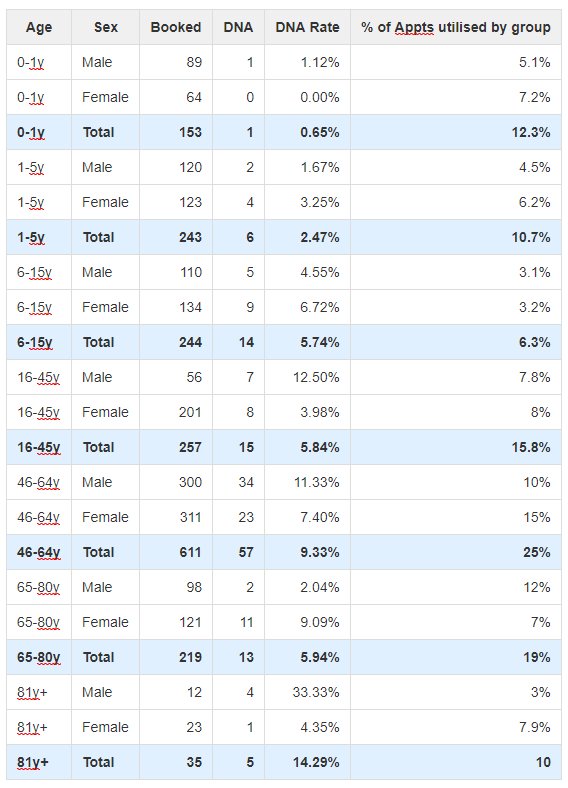 Age Sex Booked DNA DNA Rate % of Appts utilised by group
0-1y Male 89 1 1.12% 5.1%
0-1y Female 64 0 0.00% 7.2%
0-1y Total 153 1 0.65% 12.3%
1-5y Male 120 2 1.67% 4.5%
1-5y Female 123 4 3.25% 6.2%
1-5y Total 243 6 2.47% 10.7%
6-15y Male 110 5 4.55% 3.1%
6-15y Female 134 9 6.72% 3.2%
6-15y Total 244 14 5.74% 6.3%
16-45y Male 56 7 12.50% 7.8%
16-45y Female 201 8 3.98% 8%
16-45y Total 257 15 5.84% 15.8%
46-64y Male 300 34 11.33% 10%
46-64y Female 311 23 7.40% 15%
46-64y Total 611 57 9.33% 25%
65-80y Male 98 2 2.04% 12%
65-80y Female 121 11 9.09% 7%
65-80y Total 219 13 5.94% 19%
81y+ Male 12 4 33.33% 3%
81y+ Female 23 1 4.35% 7.9%
81y+ Total 35 5 14.29% 10